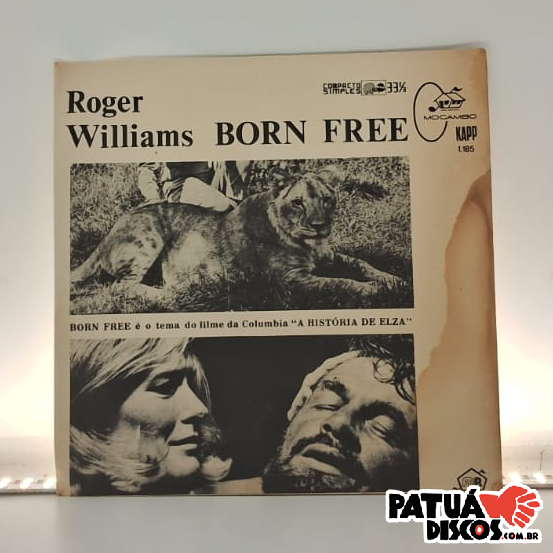 Roger
Williams BORN FREE
COMPACTO
SIMPLES 33⅓
MOCAMBO
KAPP
1.185
BORN FREE é o tema do filme da Columbia "A HISTÓRIA DE ELZA"
PATUÁ
DISCOS.COM.BR